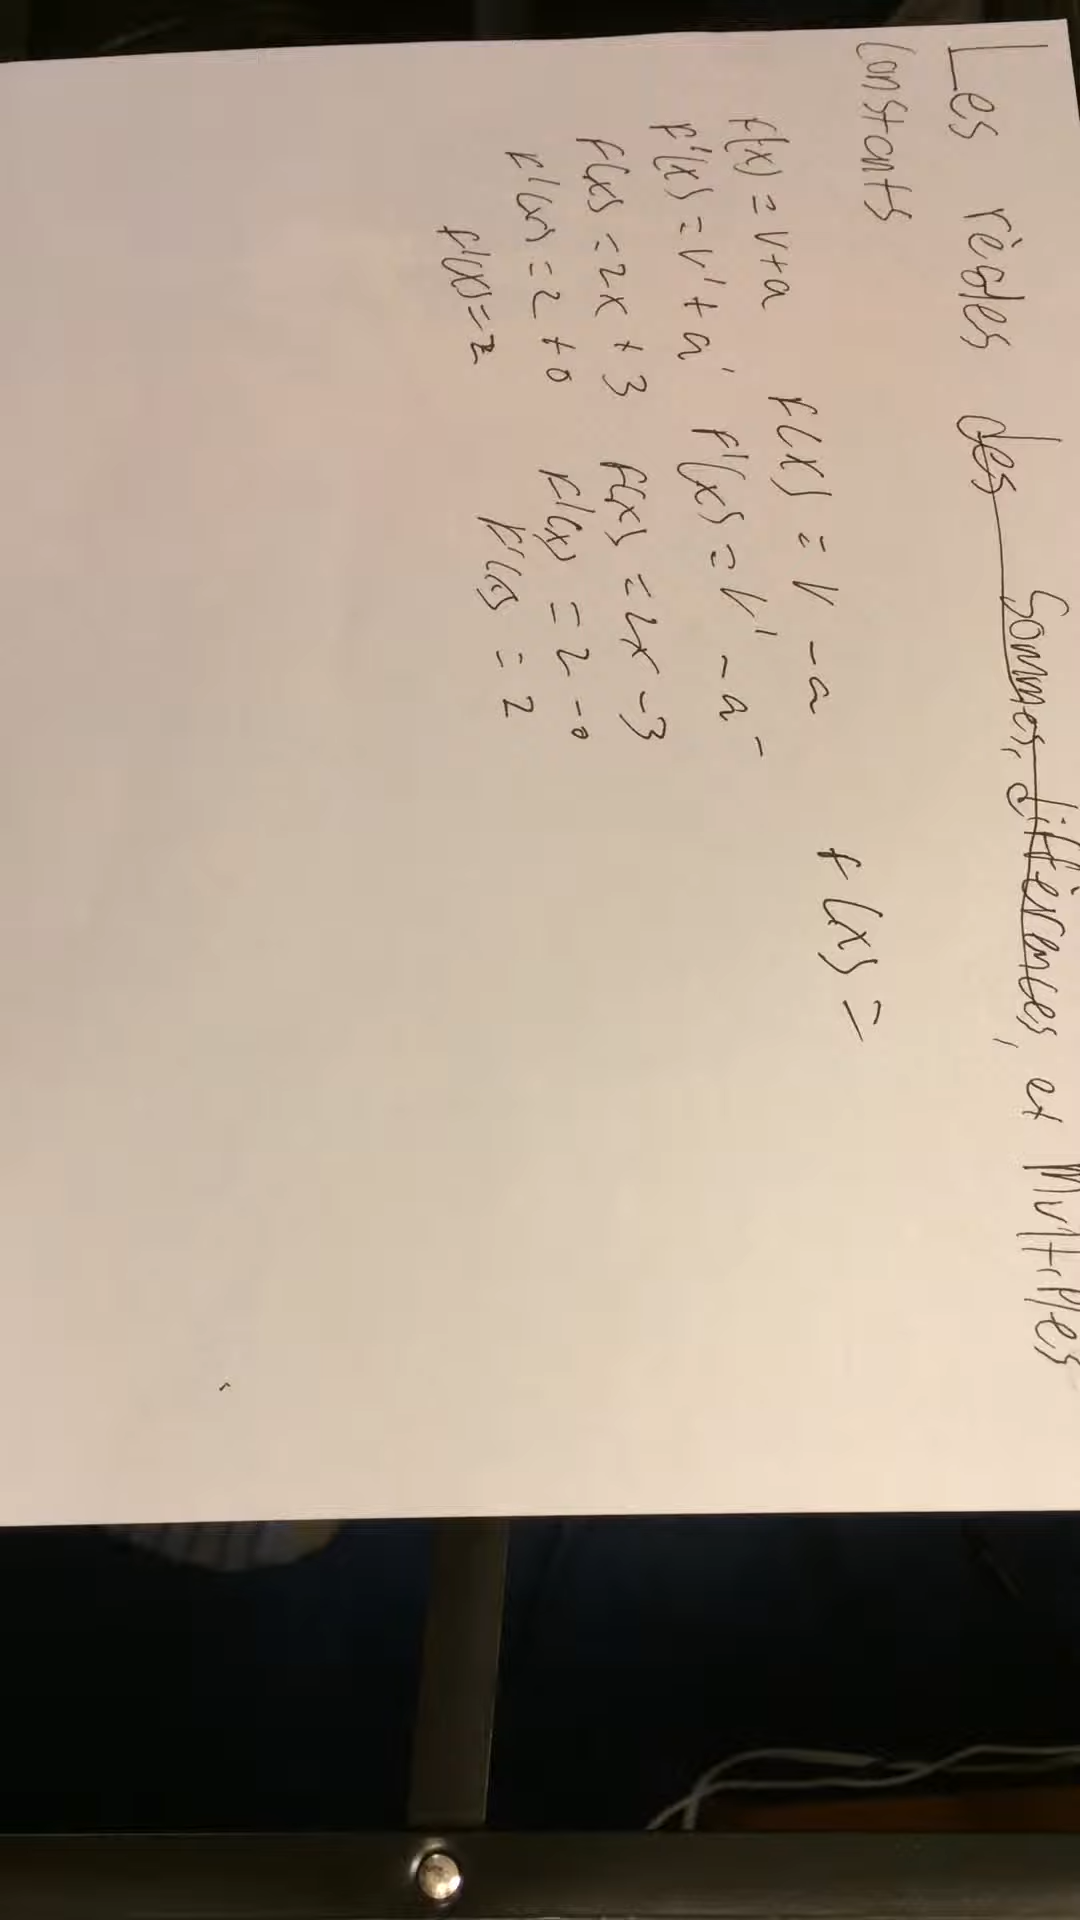 Les règles des Sommes, différences, et Multiples
constants
F(x) = v + a F(x) = v - a F(x) =
F'(x) = v' + a' F'(x) = v' - a'
F(x) = 2x + 3 F(x) = 2x - 3
F'(x) = 2 + 0 F'(x) = 2 - 0
F'(x) = 2 F'(x) = 2